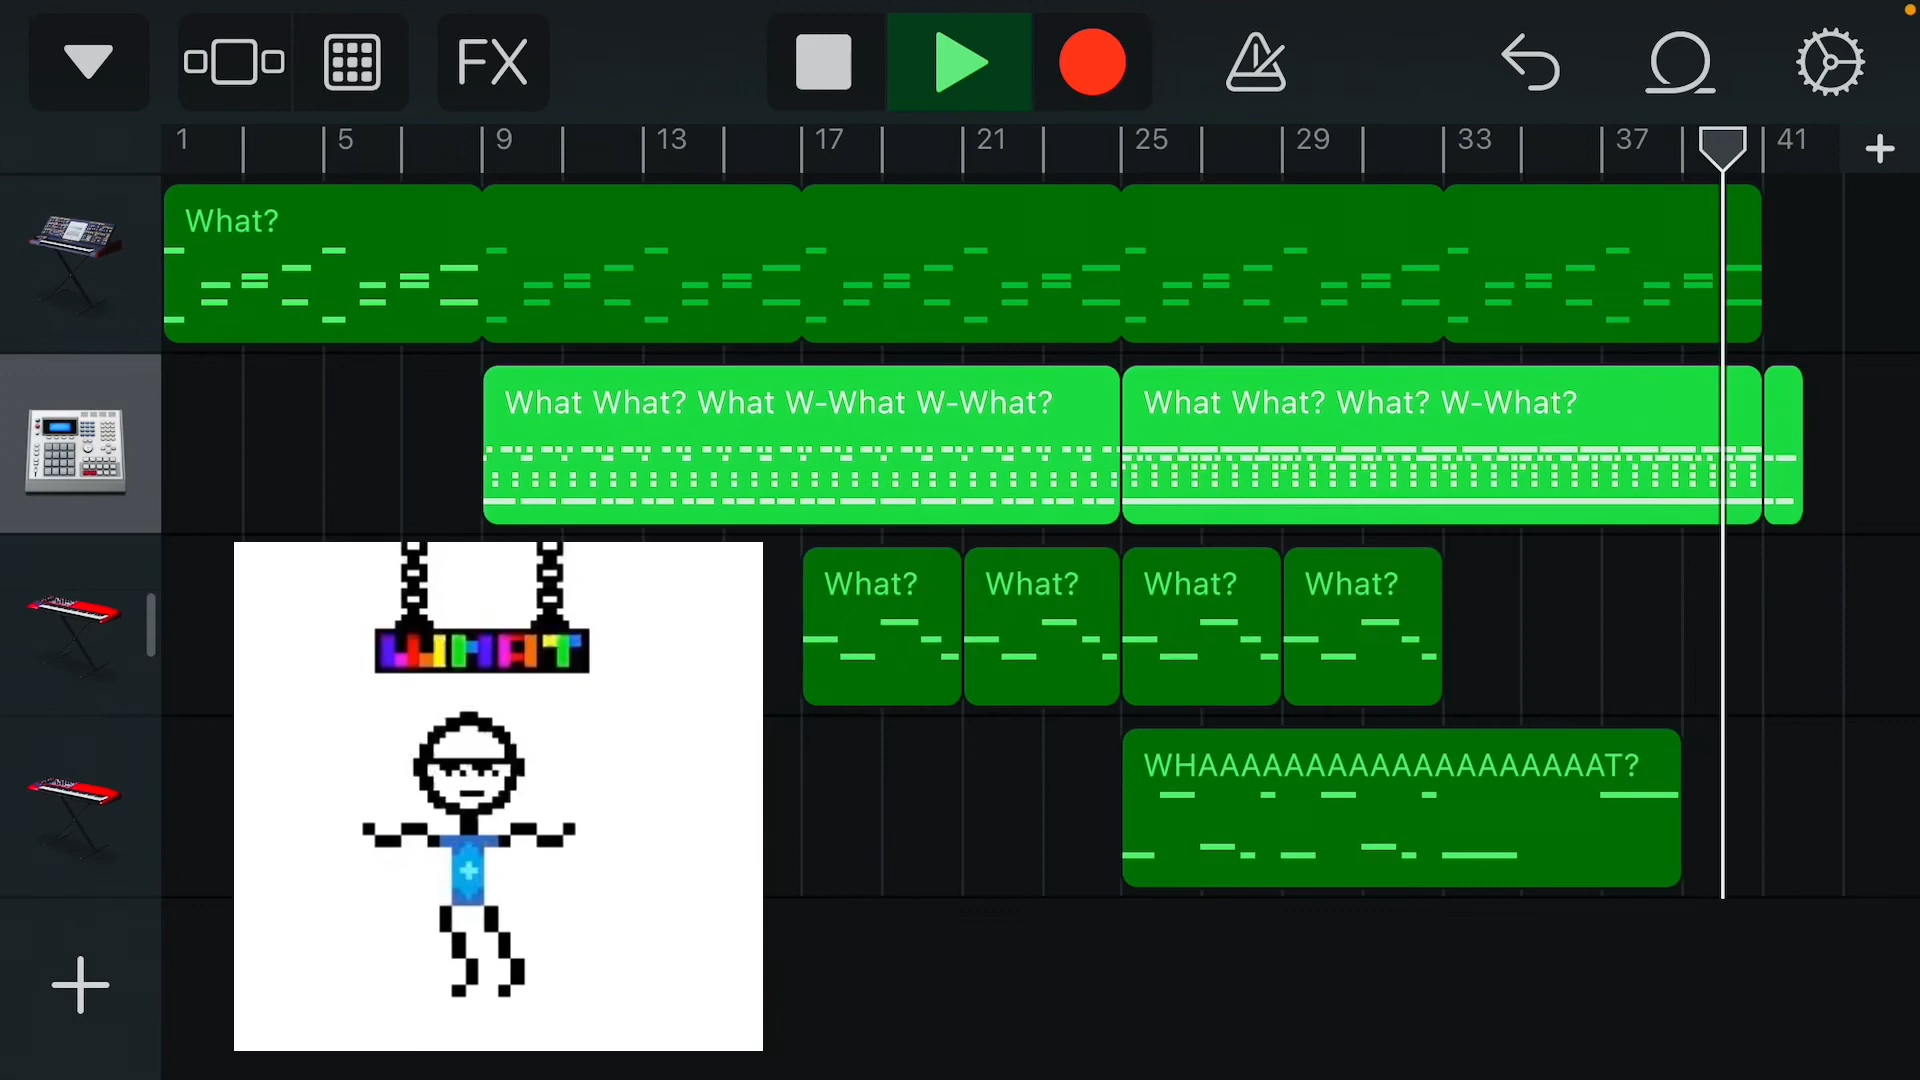 FX
1 5 9 13 17 21 25 29 33 37 41
What?
What What? What W-What W-What?
What What? What? W-What?
What? What? What? What?
WHAT
WHAAAAAAAAAAAAAAAAAAAT?